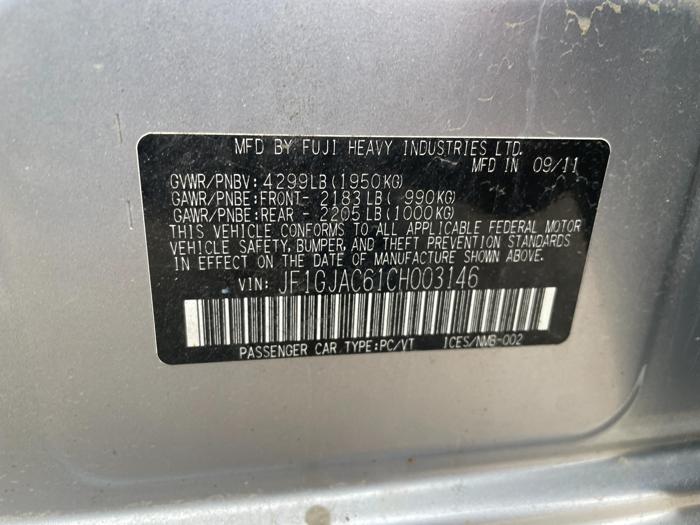 MFD BY FUJI HEAVY INDUSTRIES LTD.
MFD IN 09/11
GVWR/PNBV: 4299LB(1950KG)
GAWR/PNBE:FRONT- 2183LB( 990KG)
GAWR/PNBE:REAR - 2205LB(1000KG)
THIS VEHICLE CONFORMS TO ALL APPLICABLE FEDERAL MOTOR
VEHICLE SAFETY, BUMPER, AND THEFT PREVENTION STANDARDS
IN EFFECT ON THE DATE OF MANUFACTURE SHOWN ABOVE.
VIN: JF1GJAC61CH003146
PASSENGER CAR TYPE:PC/VT ICES/NMB-002